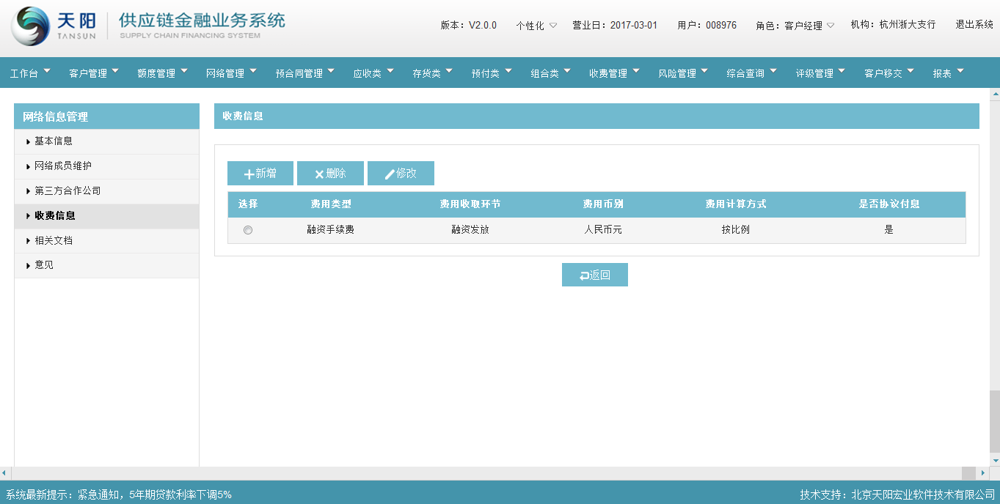 天阳 供应链金融业务系统
TANSUN SUPPLY CHAIN FINANCING SYSTEM
版本：V2.0.0 个性化 营业日：2017-03-01 用户：008976 角色：客户经理 机构：杭州浙大支行 退出系统
工作台 客户管理 额度管理 网络管理 预合同管理 应收类 存货类 预付类 组合类 收费管理 风险管理 综合查询 评级管理 客户移交 报表
网络信息管理
基本信息
网络成员维护
第三方合作公司
收费信息
相关文档
意见
收费信息
新增 删除 修改
选择 费用类型 费用收取环节 费用币别 费用计算方式 是否协议付息
融资手续费 融资发放 人民币元 按比例 是
返回
系统最新提示：紧急通知，5年期贷款利率下调5% 技术支持：北京天阳宏业软件技术有限公司